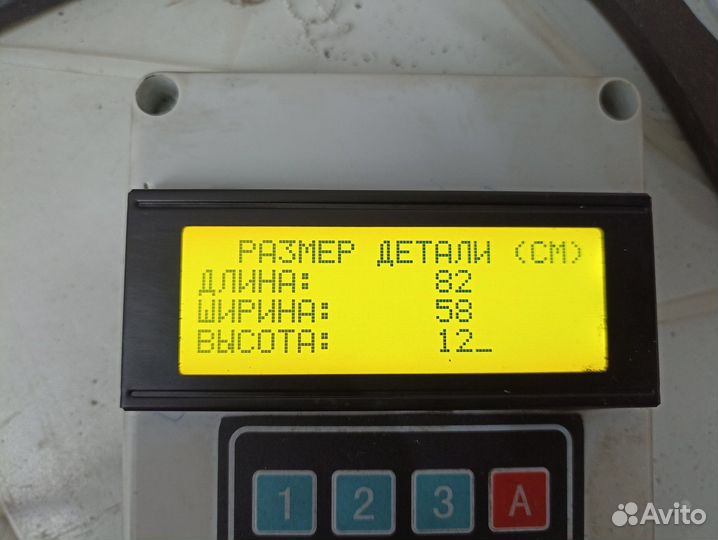 РАЗМЕР ДЕТАЛИ (СМ)
ДЛИНА: 82
ШИРИНА: 58
ВЫСОТА: 12_
1 2 3 A
Avito